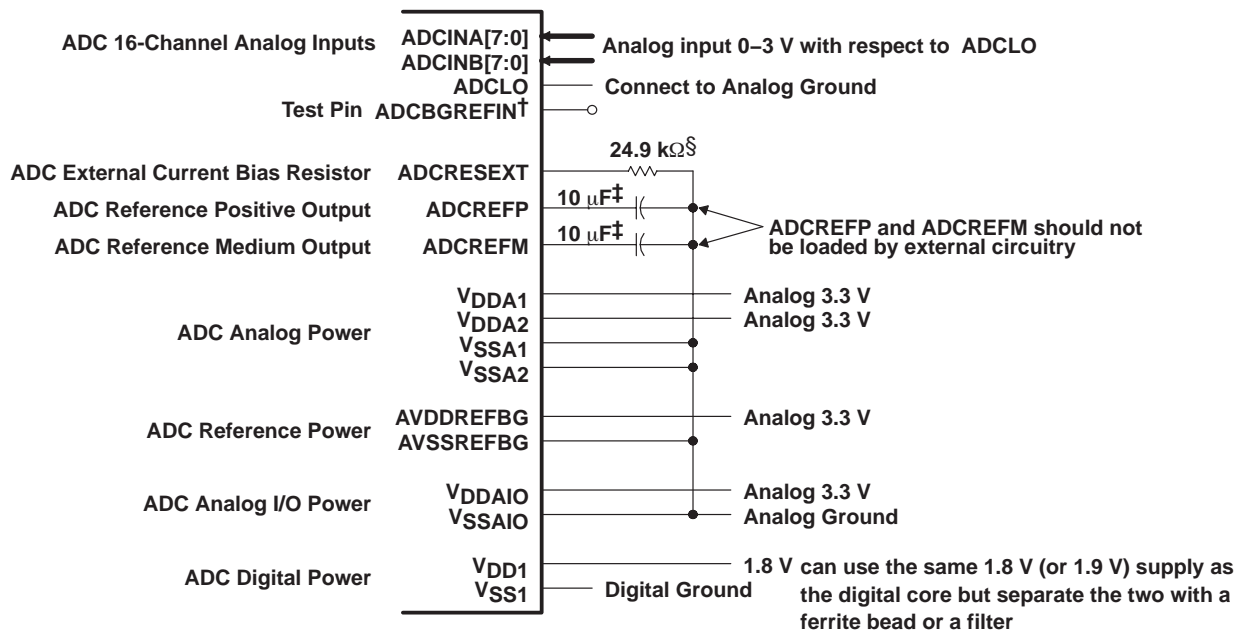 ADC 16-Channel Analog Inputs
ADCINA[7:0]
ADCINB[7:0]
Analog input 0–3 V with respect to ADCLO
ADCLO
Connect to Analog Ground
Test Pin ADCBGREFIN†
24.9 kΩ§
ADC External Current Bias Resistor ADCRESEXT
ADC Reference Positive Output ADCREFP 10 μF‡
ADC Reference Medium Output ADCREFM 10 μF‡
ADCREFP and ADCREFM should not
be loaded by external circuitry
ADC Analog Power
VDDA1 Analog 3.3 V
VDDA2 Analog 3.3 V
VSSA1
VSSA2
ADC Reference Power
AVDDREFBG Analog 3.3 V
AVSSREFBG
ADC Analog I/O Power
VDDAIO Analog 3.3 V
VSSAIO Analog Ground
ADC Digital Power
VDD1
VSS1 Digital Ground
1.8 V can use the same 1.8 V (or 1.9 V) supply as
the digital core but separate the two with a
ferrite bead or a filter